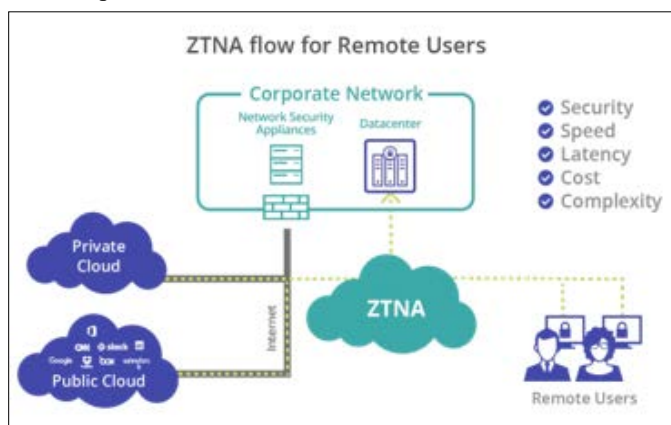 ZTNA flow for Remote Users
Corporate Network
Network Security
Appliances
Datacenter
Security
Speed
Latency
Cost
Complexity
Private
Cloud
ZTNA
Internet
slack
Google
box
Public Cloud
Remote Users